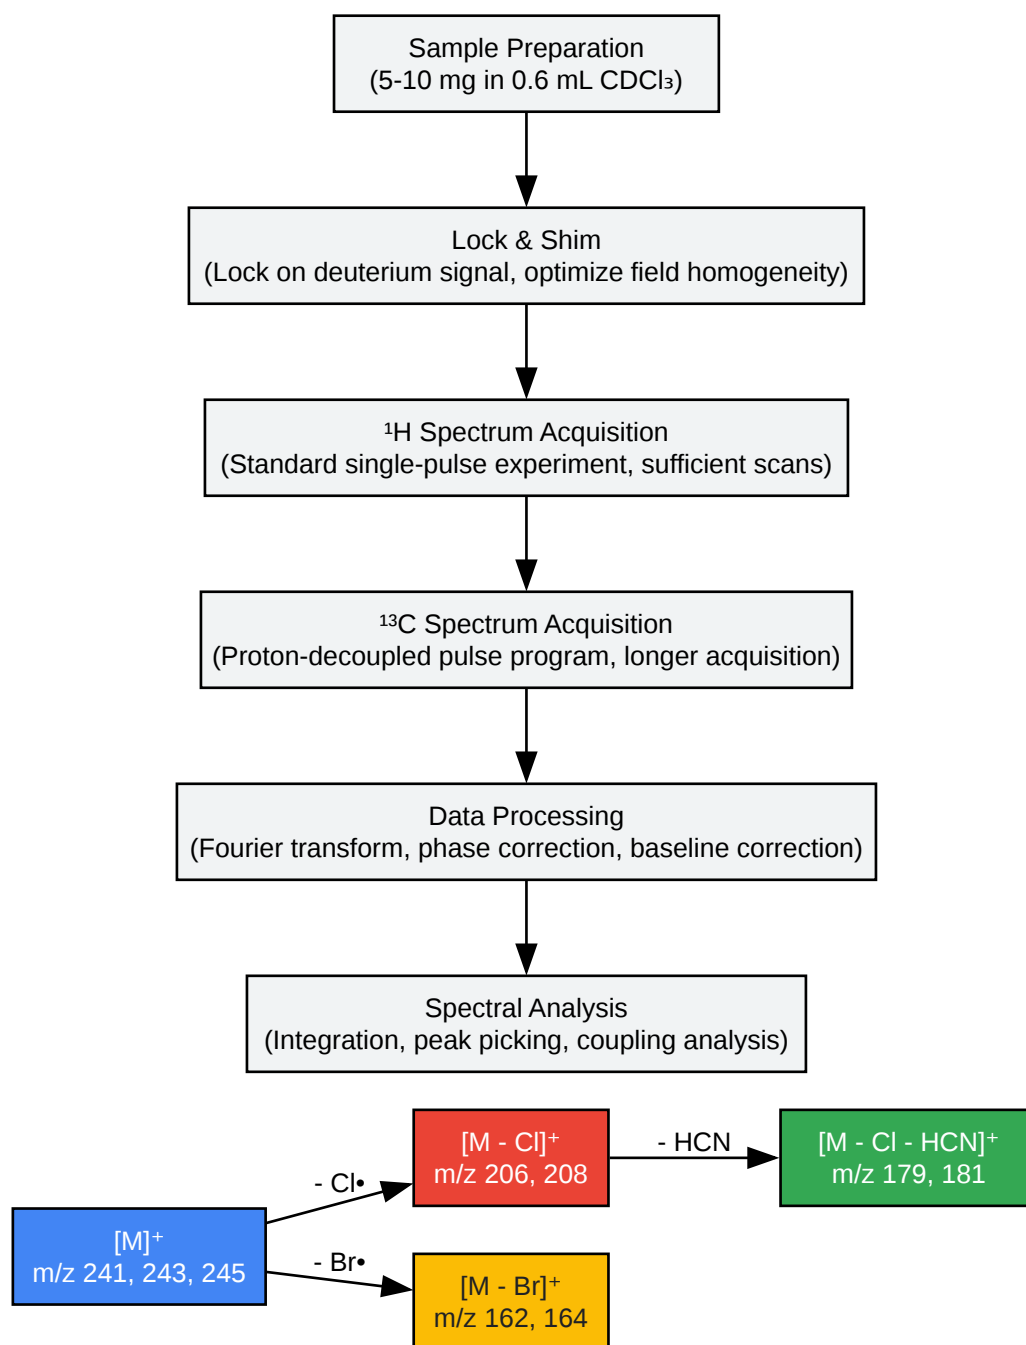 Sample Preparation
(5-10 mg in 0.6 mL CDCl₃)
Lock & Shim
(Lock on deuterium signal, optimize field homogeneity)
¹H Spectrum Acquisition
(Standard single-pulse experiment, sufficient scans)
¹³C Spectrum Acquisition
(Proton-decoupled pulse program, longer acquisition)
Data Processing
(Fourier transform, phase correction, baseline correction)
Spectral Analysis
(Integration, peak picking, coupling analysis)
[M]⁺
m/z 241, 243, 245
- Cl•
[M - Cl]⁺
m/z 206, 208
- HCN
[M - Cl - HCN]⁺
m/z 179, 181
- Br•
[M - Br]⁺
m/z 162, 164